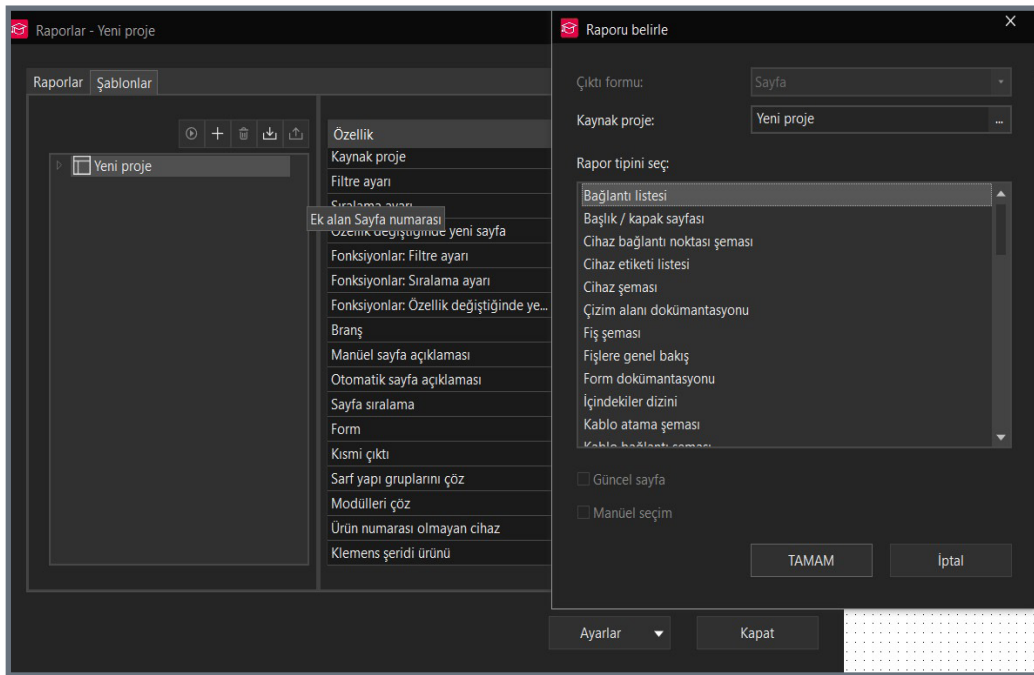 Raporlar - Yeni proje
Raporlar
Şablonlar
Yeni proje
Ek alan Sayfa numarası
Özellik
Kaynak proje
Filtre ayarı
Sıralama ayarı
Özellik değiştiğinde yeni sayfa
Fonksiyonlar: Filtre ayarı
Fonksiyonlar: Sıralama ayarı
Fonksiyonlar: Özellik değiştiğinde ye...
Branş
Manüel sayfa açıklaması
Otomatik sayfa açıklaması
Sayfa sıralama
Form
Kısmi çıktı
Sarf yapı gruplarını çöz
Modülleri çöz
Ürün numarası olmayan cihaz
Klemens şeridi ürünü
Ayarlar
Kapat
Raporu belirle
Çıktı formu:
Sayfa
Kaynak proje:
Yeni proje
...
Rapor tipini seç:
Bağlantı listesi
Başlık / kapak sayfası
Cihaz bağlantı noktası şeması
Cihaz etiketi listesi
Cihaz şeması
Çizim alanı dokümantasyonu
Fiş şeması
Fişlere genel bakış
Form dokümantasyonu
İçindekiler dizini
Kablo atama şeması
Kablo bağlantı şeması
Güncel sayfa
Manüel seçim
TAMAM
İptal